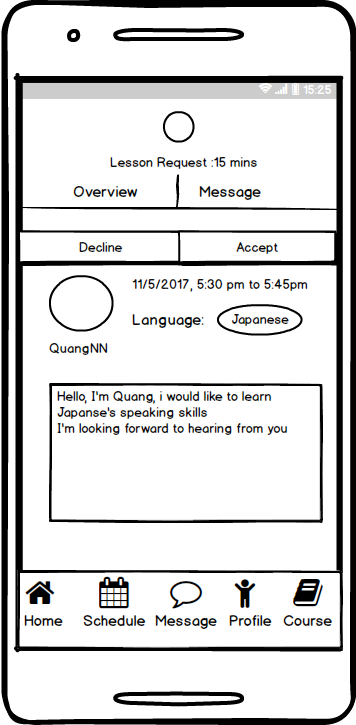 15:25
Lesson Request :15 mins
Overview Message
Decline Accept
11/5/2017, 5:30 pm to 5:45pm
Language: Japanese
QuangNN
Hello, I'm Quang, i would like to learn
Japanse's speaking skills
I'm looking forward to hearing from you
Home Schedule Message Profile Course